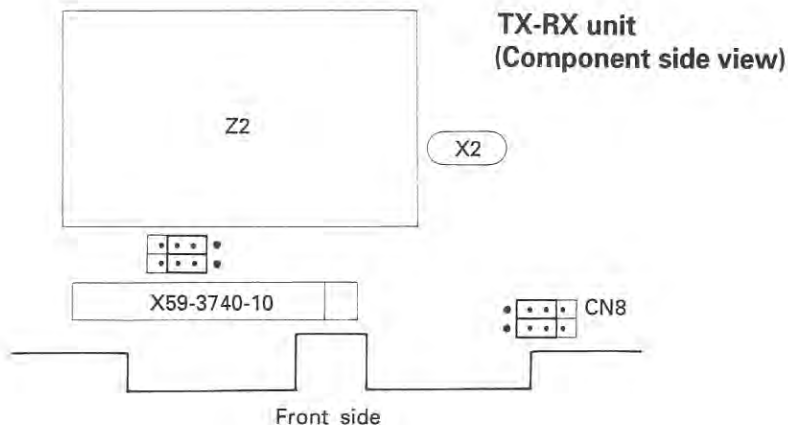 TX-RX unit
(Component side view)
Z2
X2
X59-3740-10
CN8
Front side